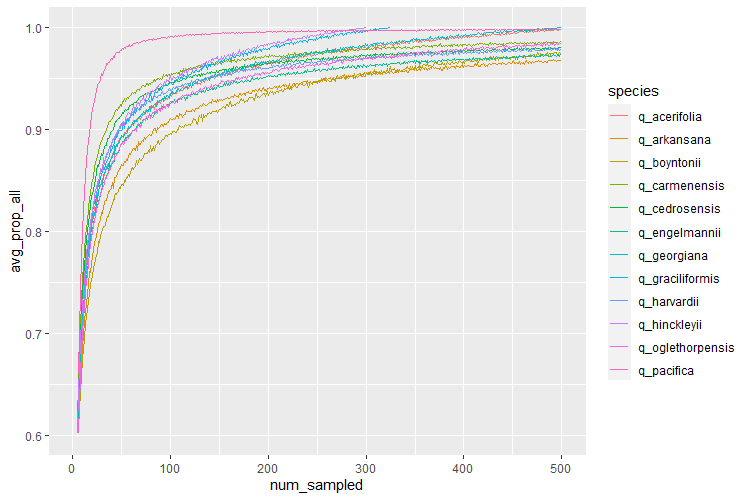 1.0
0.9
0.8
0.7
0.6
avg_prop_all
0
100
200
300
400
500
num_sampled
species
q_acerifolia
q_arkansana
q_boyntonii
q_carmenensis
q_cedrosensis
q_engelmannii
q_georgiana
q_graciliformis
q_harvardii
q_hinckleyii
q_oglethorpensis
q_pacifica